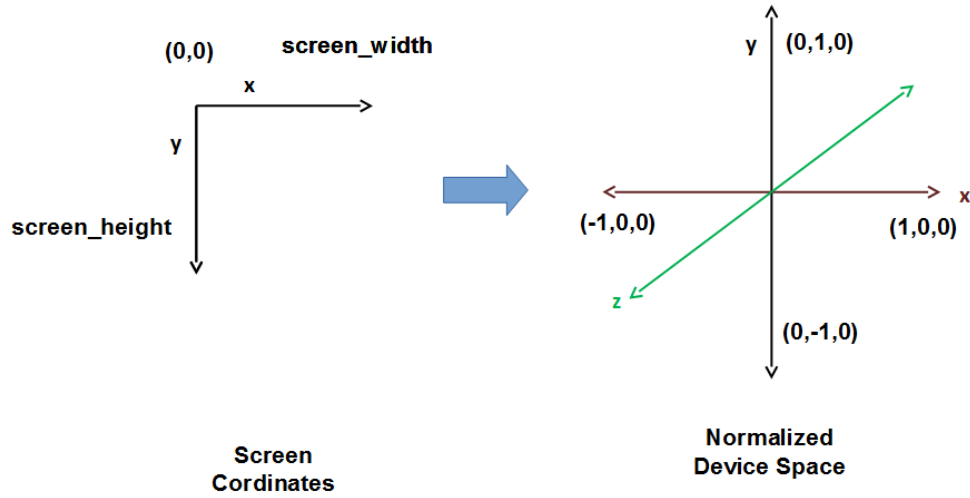 (0,0)
screen_width
x
y
screen_height
Screen
Cordinates
y
(0,1,0)
x
(-1,0,0)
(1,0,0)
z
(0,-1,0)
Normalized
Device Space